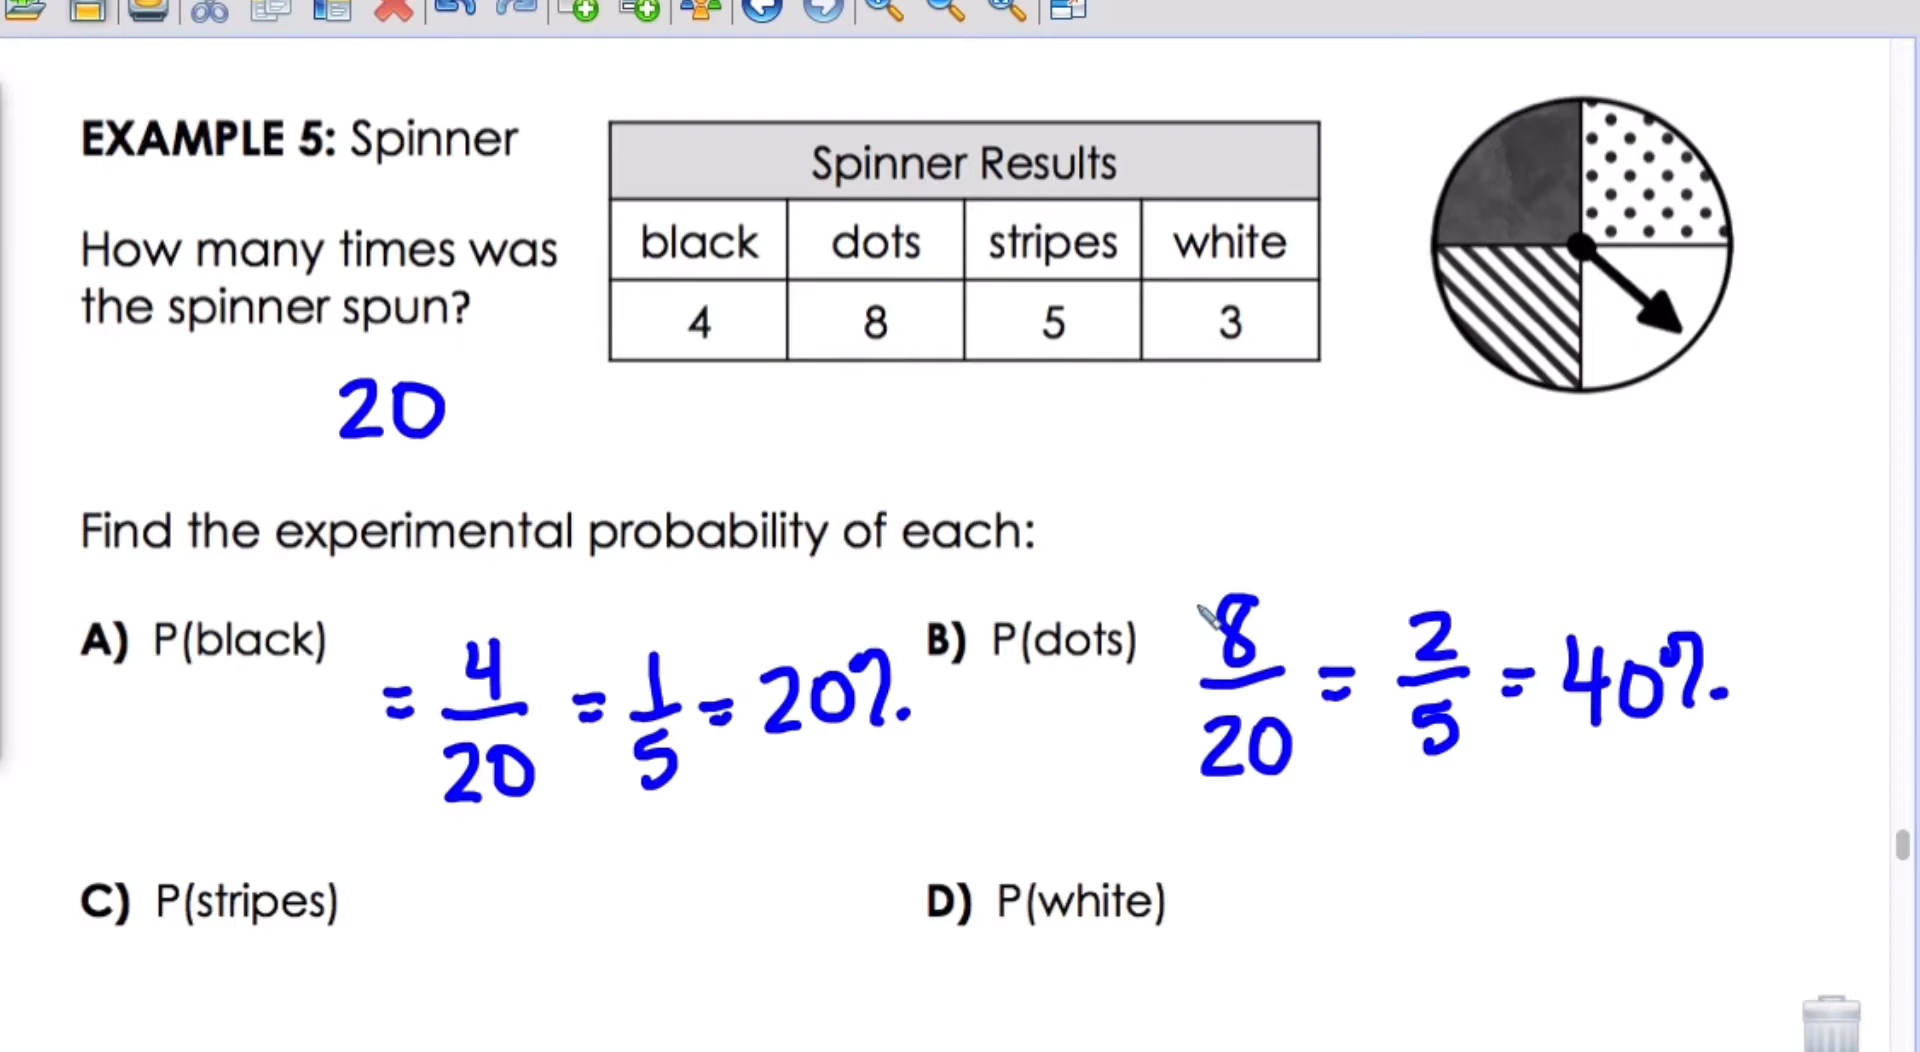 EXAMPLE 5: Spinner
How many times was
the spinner spun?
20
Spinner Results
black dots stripes white
4 8 5 3
Find the experimental probability of each:
A) P(black) = 4/20 = 1/5 = 20%
B) P(dots) 8/20 = 2/5 = 40%
C) P(stripes)
D) P(white)